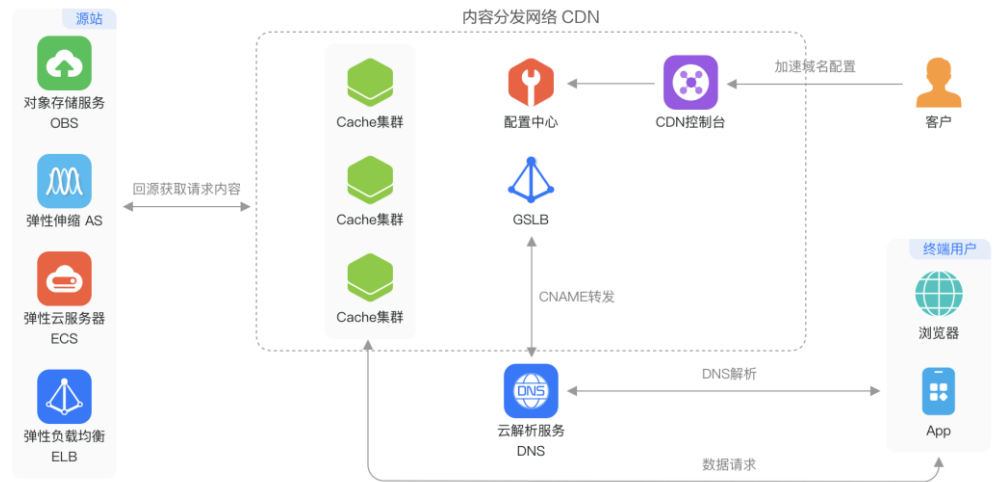 源站
对象存储服务
OBS
弹性伸缩 AS
弹性云服务器
ECS
弹性负载均衡
ELB
回源获取请求内容
内容分发网络 CDN
Cache集群
Cache集群
Cache集群
配置中心
CDN控制台
加速域名配置
客户
GSLB
CNAME转发
DNS
云解析服务
DNS
DNS解析
数据请求
终端用户
浏览器
App